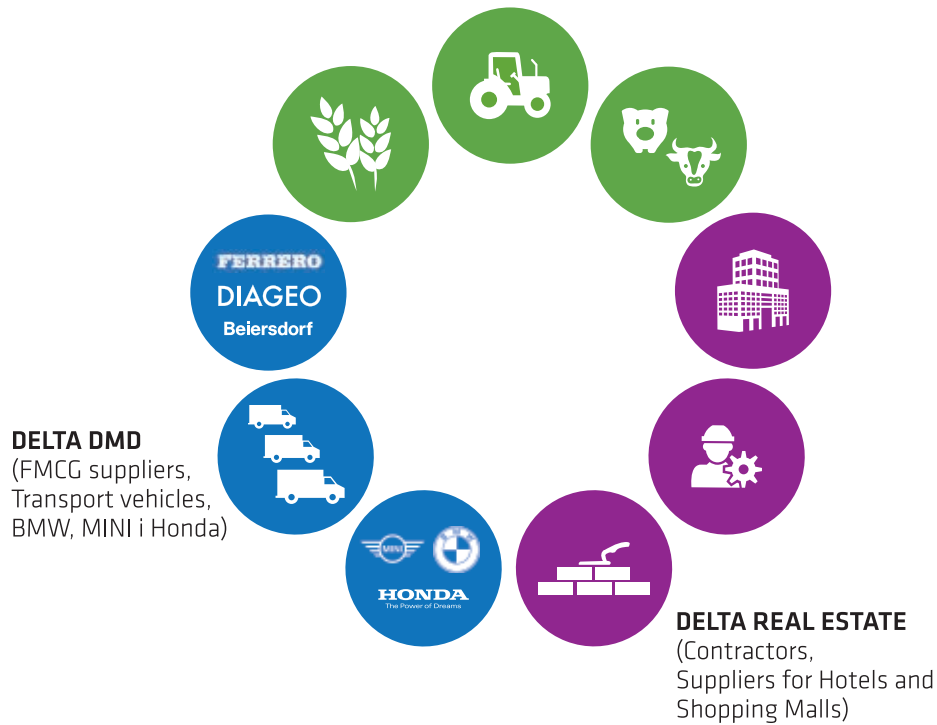 FERRERO
DIAGEO
Beiersdorf
DELTA DMD
(FMCG suppliers,
Transport vehicles,
BMW, MINI i Honda)
MINI
BMW
HONDA
The Power of Dreams
DELTA REAL ESTATE
(Contractors,
Suppliers for Hotels and
Shopping Malls)